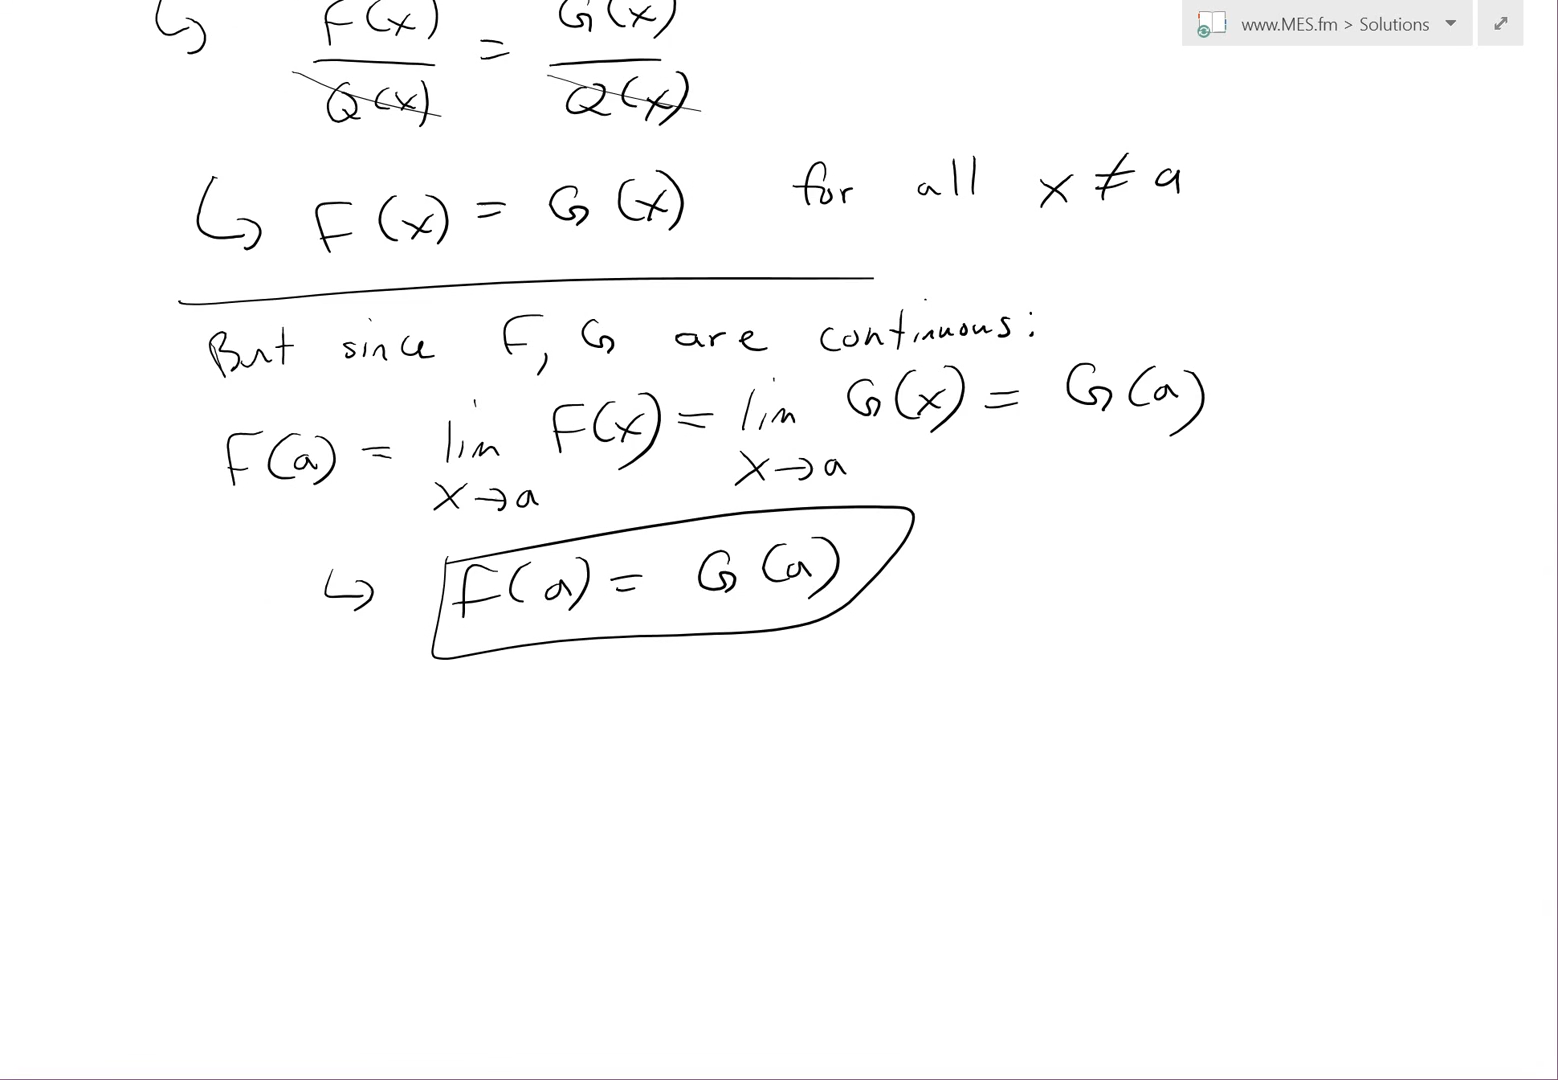 www.MES.fm > Solutions
↳ F(x)/Q(x) = G(x)/Q(x)
↳ F(x) = G(x) for all x ≠ a
But since F, G are continuous:
F(a) = lim x→a F(x) = lim x→a G(x) = G(a)
↳ F(a) = G(a)